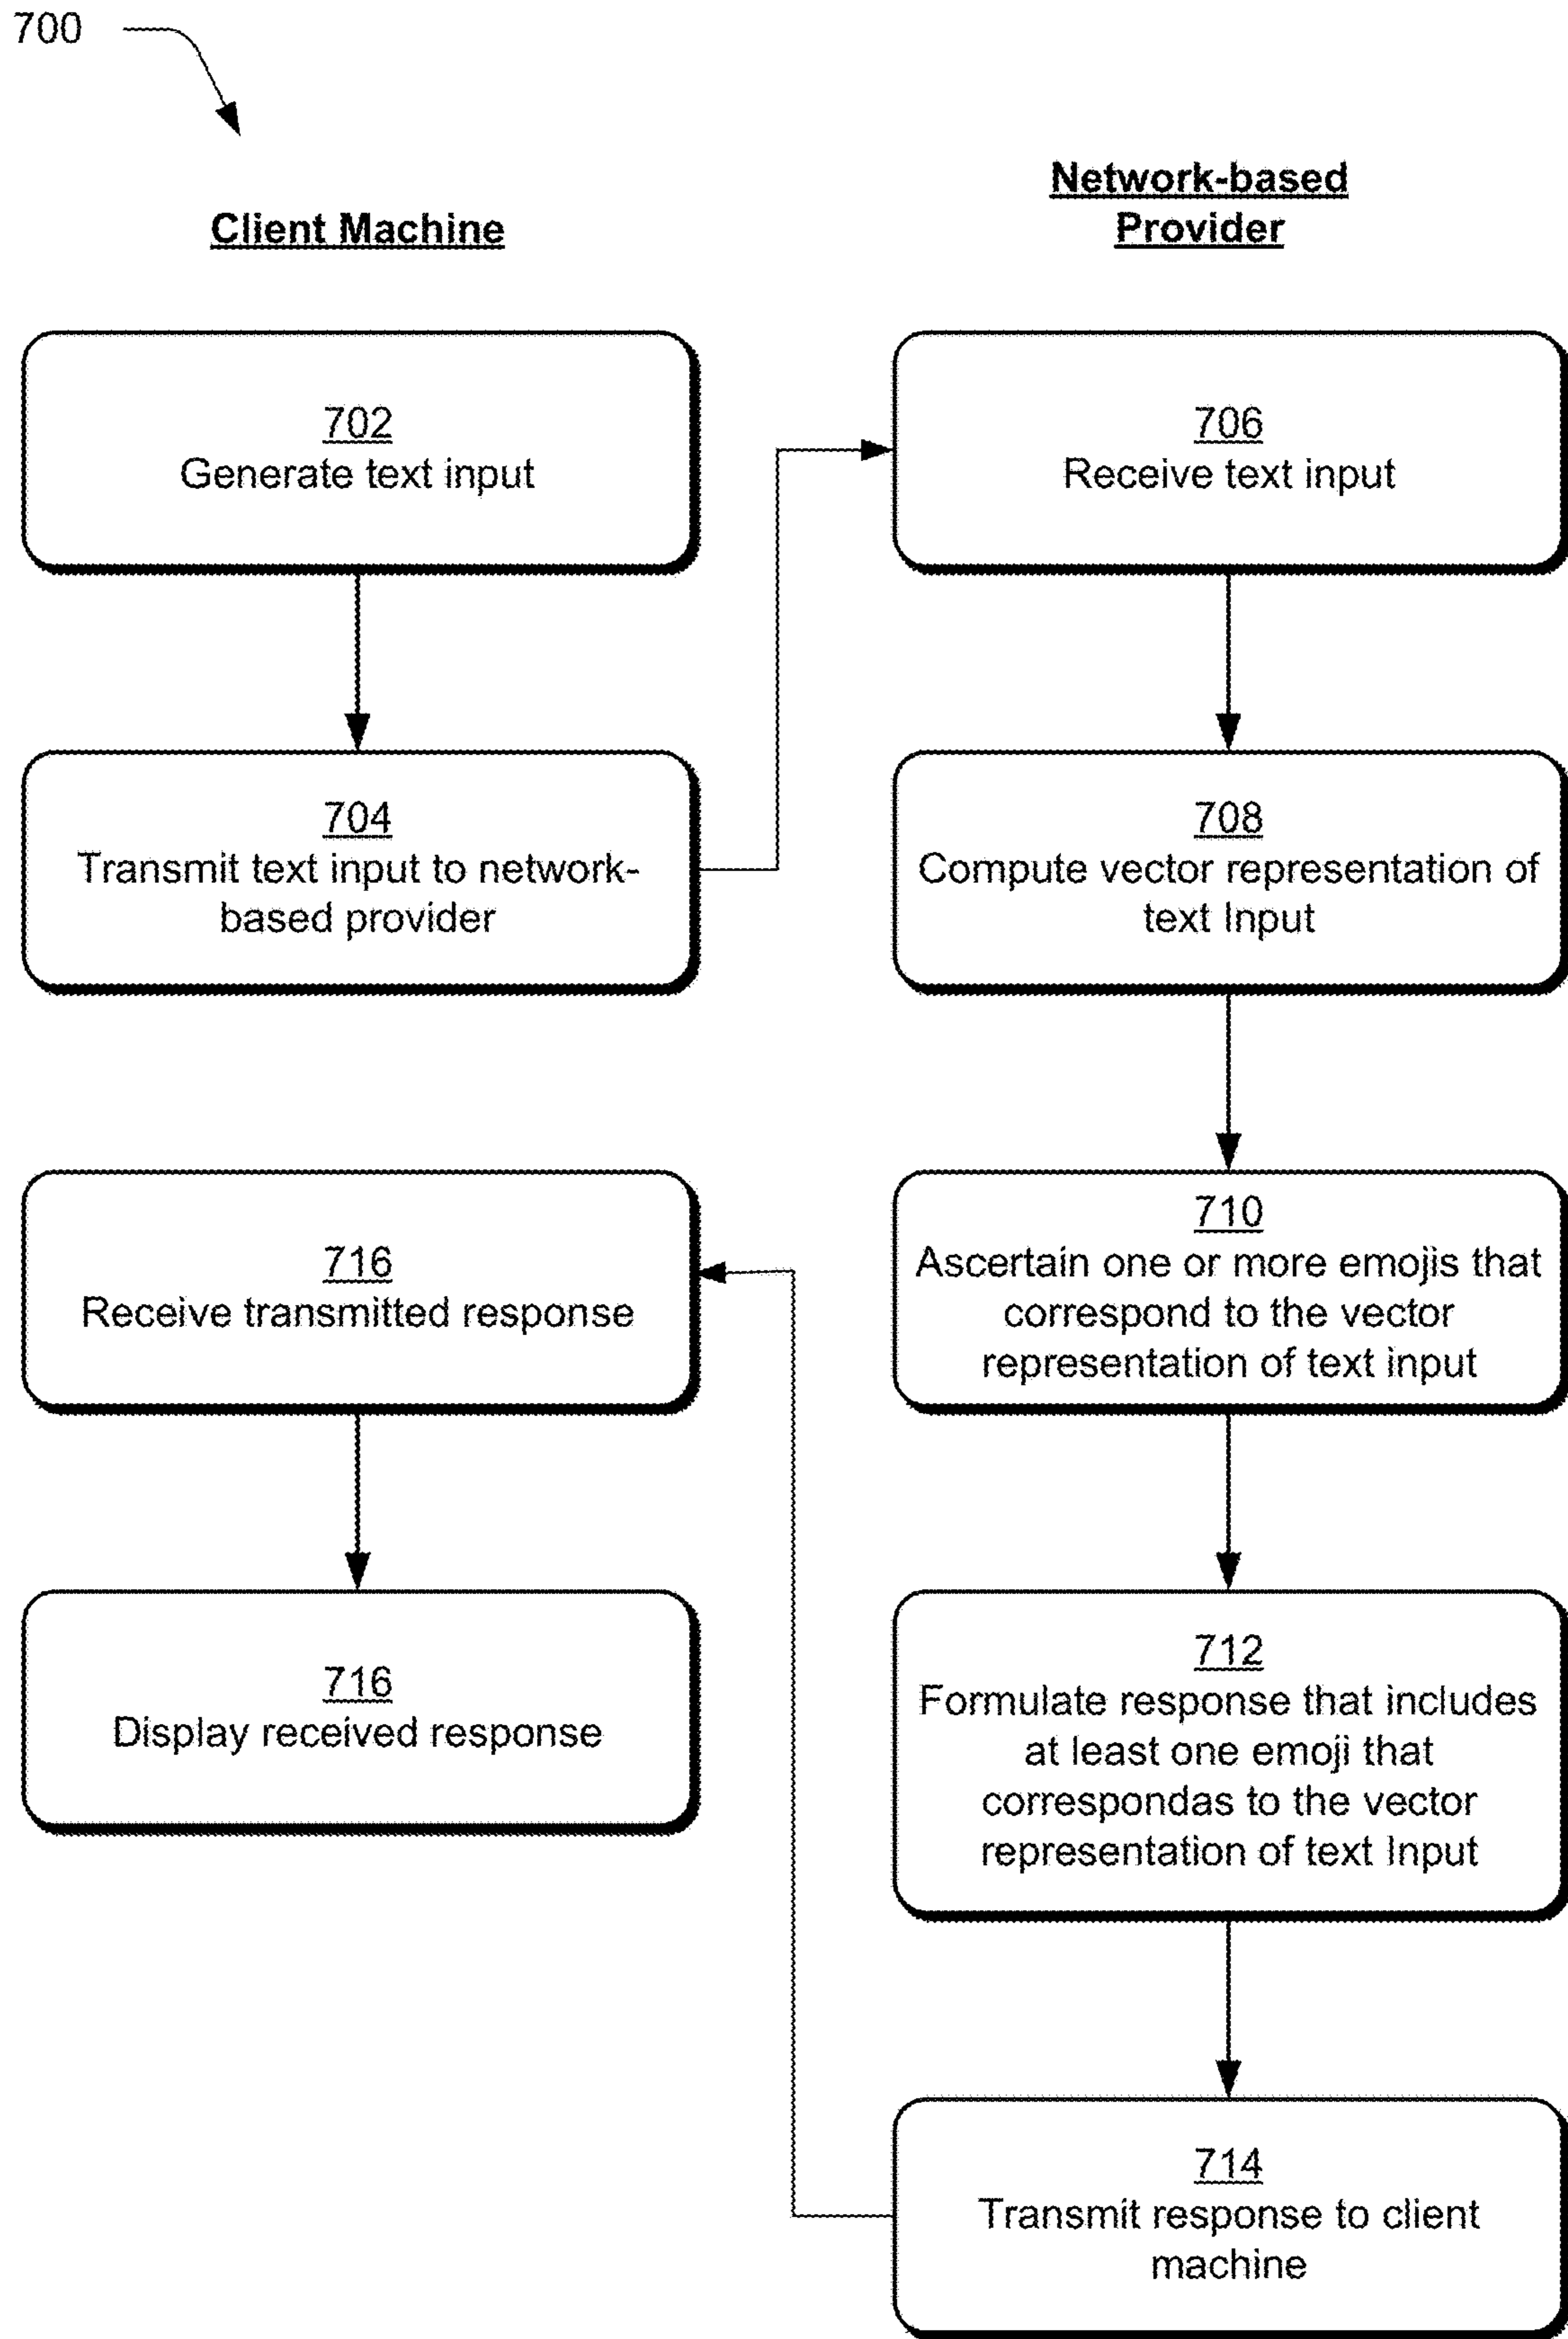 700
Client Machine
Network-based
Provider
702
Generate text input
704
Transmit text input to network-
based provider
706
Receive text input
708
Compute vector representation of
text Input
710
Ascertain one or more emojis that
correspond to the vector
representation of text input
712
Formulate response that includes
at least one emoji that
correspondas to the vector
representation of text Input
714
Transmit response to client
machine
716
Receive transmitted response
716
Display received response